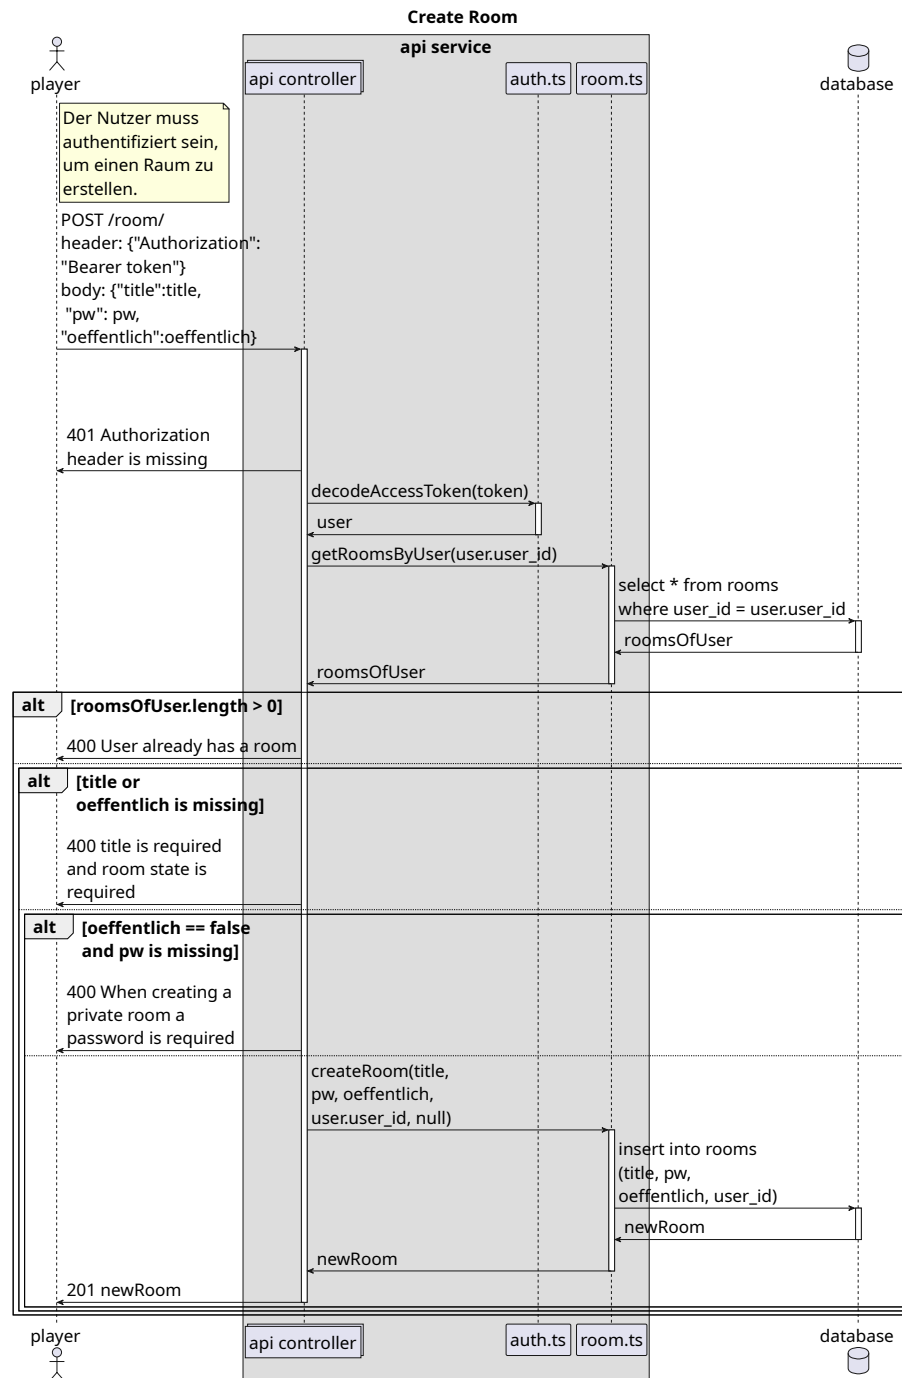 Create Room
api service
player
api controller
auth.ts
room.ts
database
Der Nutzer muss
authentifiziert sein,
um einen Raum zu
erstellen.
POST /room/
header: {"Authorization":
"Bearer token"}
body: {"title":title,
"pw": pw,
"oeffentlich":oeffentlich}
401 Authorization
header is missing
decodeAccessToken(token)
user
getRoomsByUser(user.user_id)
select * from rooms
where user_id = user.user_id
roomsOfUser
roomsOfUser
alt [roomsOfUser.length > 0]
400 User already has a room
alt [title or
oeffentlich is missing]
400 title is required
and room state is
required
alt [oeffentlich == false
and pw is missing]
400 When creating a
private room a
password is required
createRoom(title,
pw, oeffentlich,
user.user_id, null)
insert into rooms
(title, pw,
oeffentlich, user_id)
newRoom
newRoom
201 newRoom
player
api controller
auth.ts
room.ts
database